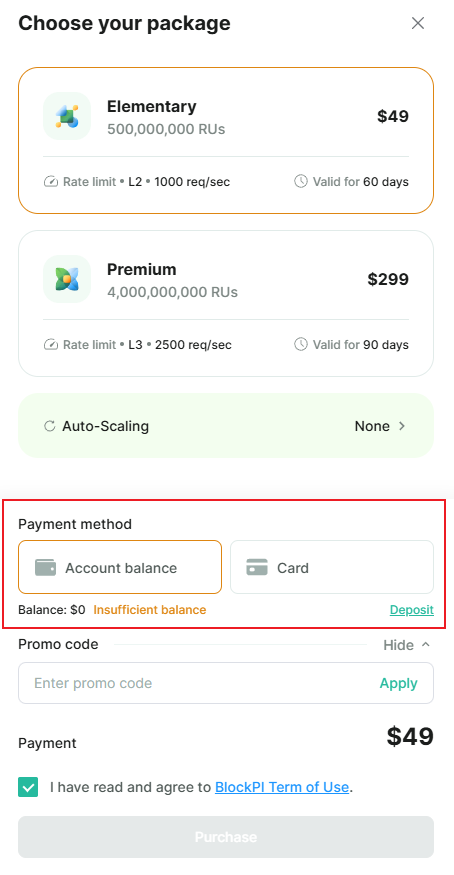 Choose your package
Elementary
500,000,000 RUs
$49
Rate limit • L2 • 1000 req/sec
Valid for 60 days
Premium
4,000,000,000 RUs
$299
Rate limit • L3 • 2500 req/sec
Valid for 90 days
Auto-Scaling
None
Payment method
Account balance
Card
Balance: $0 Insufficient balance
Deposit
Promo code
Hide
Enter promo code
Apply
Payment
$49
I have read and agree to BlockPI Term of Use.
Purchase